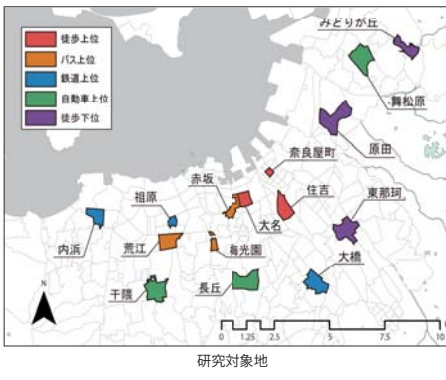 徒歩上位
バス上位
鉄道上位
自動車上位
徒歩下位
みどりが丘
舞松原
原田
奈良屋町
赤坂
住吉
東那珂
祖原
大名
内浜
荒江
梅光園
大橋
干隈
長丘
N
0 1.25 2.5 5 7.5 10
研究対象地